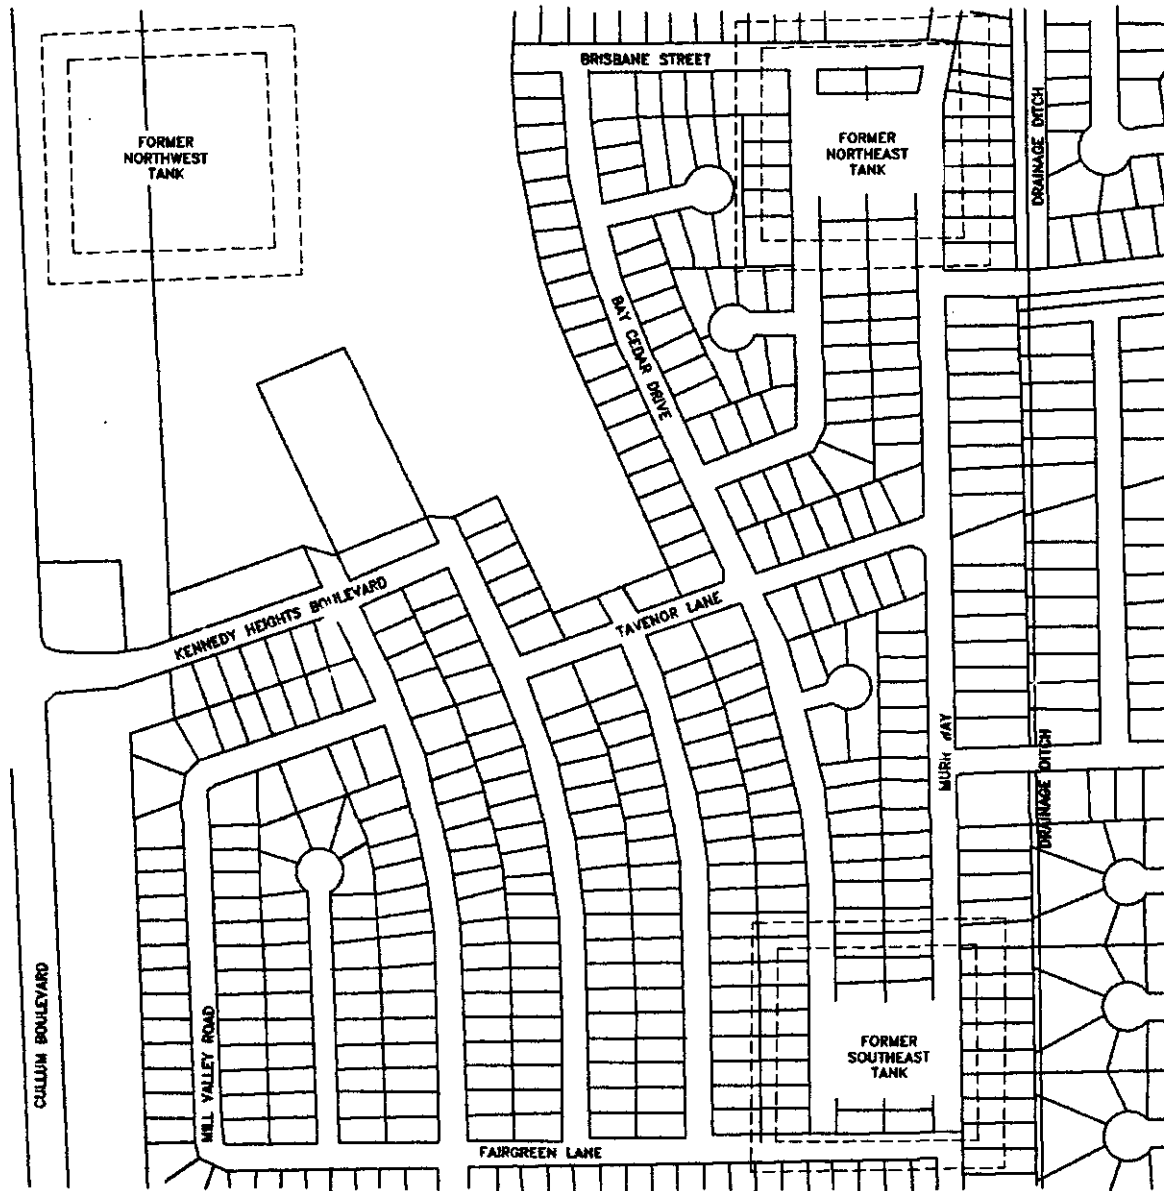 BRISBANE STREET
FORMER
NORTHWEST
TANK
FORMER
NORTHEAST
TANK
DRAINAGE DITCH
BAY CEDAR DRIVE
KENNEDY HEIGHTS BOULEVARD
TAVENOR LANE
WAY
DRAINAGE DITCH
CULLUM BOULEVARD
MILL VALLEY ROAD
FORMER
SOUTHEAST
TANK
FAIRGREEN LANE